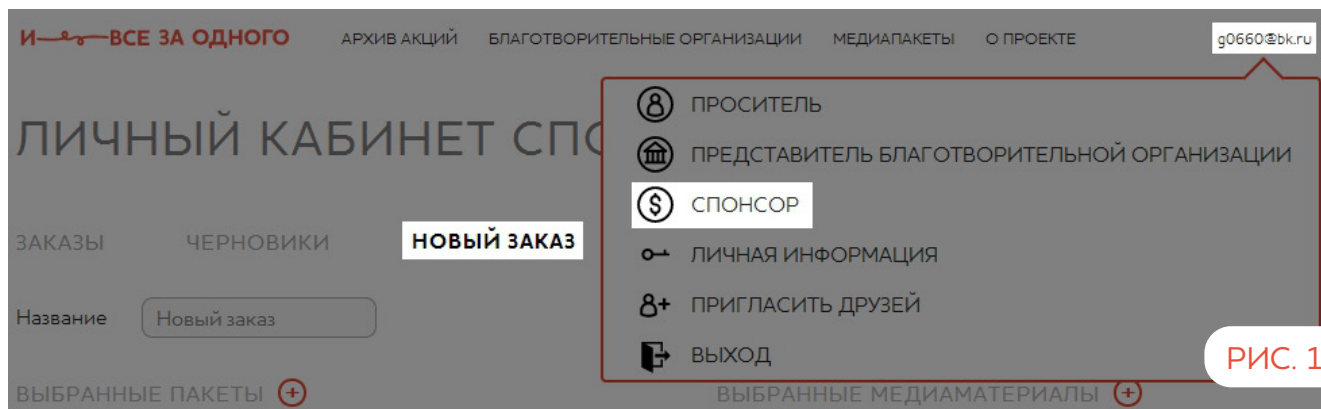 И ВСЕ ЗА ОДНОГО АРХИВ АКЦИЙ БЛАГОТВОРИТЕЛЬНЫЕ ОРГАНИЗАЦИИ МЕДИАПАКЕТЫ О ПРОЕКТЕ g0660@bk.ru
ПРОСИТЕЛЬ
ЛИЧНЫЙ КАБИНЕТ СПО
ПРЕДСТАВИТЕЛЬ БЛАГОТВОРИТЕЛЬНОЙ ОРГАНИЗАЦИИ
СПОНСОР
ЗАКАЗЫ ЧЕРНОВИКИ НОВЫЙ ЗАКАЗ
ЛИЧНАЯ ИНФОРМАЦИЯ
ПРИГЛАСИТЬ ДРУЗЕЙ
Название Новый заказ
ВЫХОД
РИС. 1
ВЫБРАННЫЕ ПАКЕТЫ ВЫБРАННЫЕ МЕДИАМАТЕРИАЛЫ